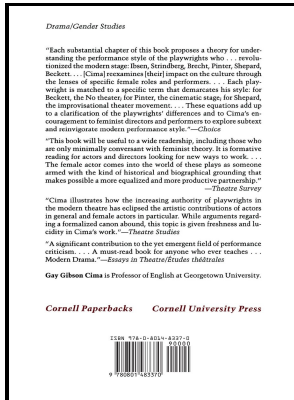 Drama/Gender Studies
"Each substantial chapter of this book proposes a theory for under-
standing the performance style of the playwrights who . . . revolu-
tionized the modern stage: Ibsen, Strindberg, Brecht, Pinter, Shepard,
Beckett. . . . [Cima] reexamines [their] impact on the culture through
the lenses of specific female roles and performers. . . . Each play-
wright is matched to a specific term that demarcates his style: for
Beckett, the No theater; for Pinter, the cinematic stage; for Shepard,
the improvisational theater movement. . . . These equations add up
to a clarification of the playwrights' differences and to Cima's en-
couragement to feminist directors and performers to explore subtext
and reinvigorate modern performance style."—Choice
"This book will be useful to a wide readership, including those who
are only minimally conversant with feminist theory. It is formative
reading for actors and directors looking for new ways to work. . . .
The female actor comes into the world of these plays as someone
armed with the kind of historical and biographical grounding that
makes possible a more equalized and more productive partnership."
—Theatre Survey
"Cima illustrates how the increasing authority of playwrights in
the modern theatre has eclipsed the artistic contributions of actors
in general and female actors in particular. While arguments regard-
ing a formalized canon abound, this topic is given freshness and lu-
cidity in Cima's work."—Theatre Studies
"A significant contribution to the yet emergent field of performance
criticism. . . . A must-read book for anyone who ever teaches . . .
Modern Drama."—Essays in Theatre/Études théâtrales
Gay Gibson Cima is Professor of English at Georgetown University.
Cornell Paperbacks Cornell University Press
ISBN 978-0-8014-8337-0
90000
9 780801 483370